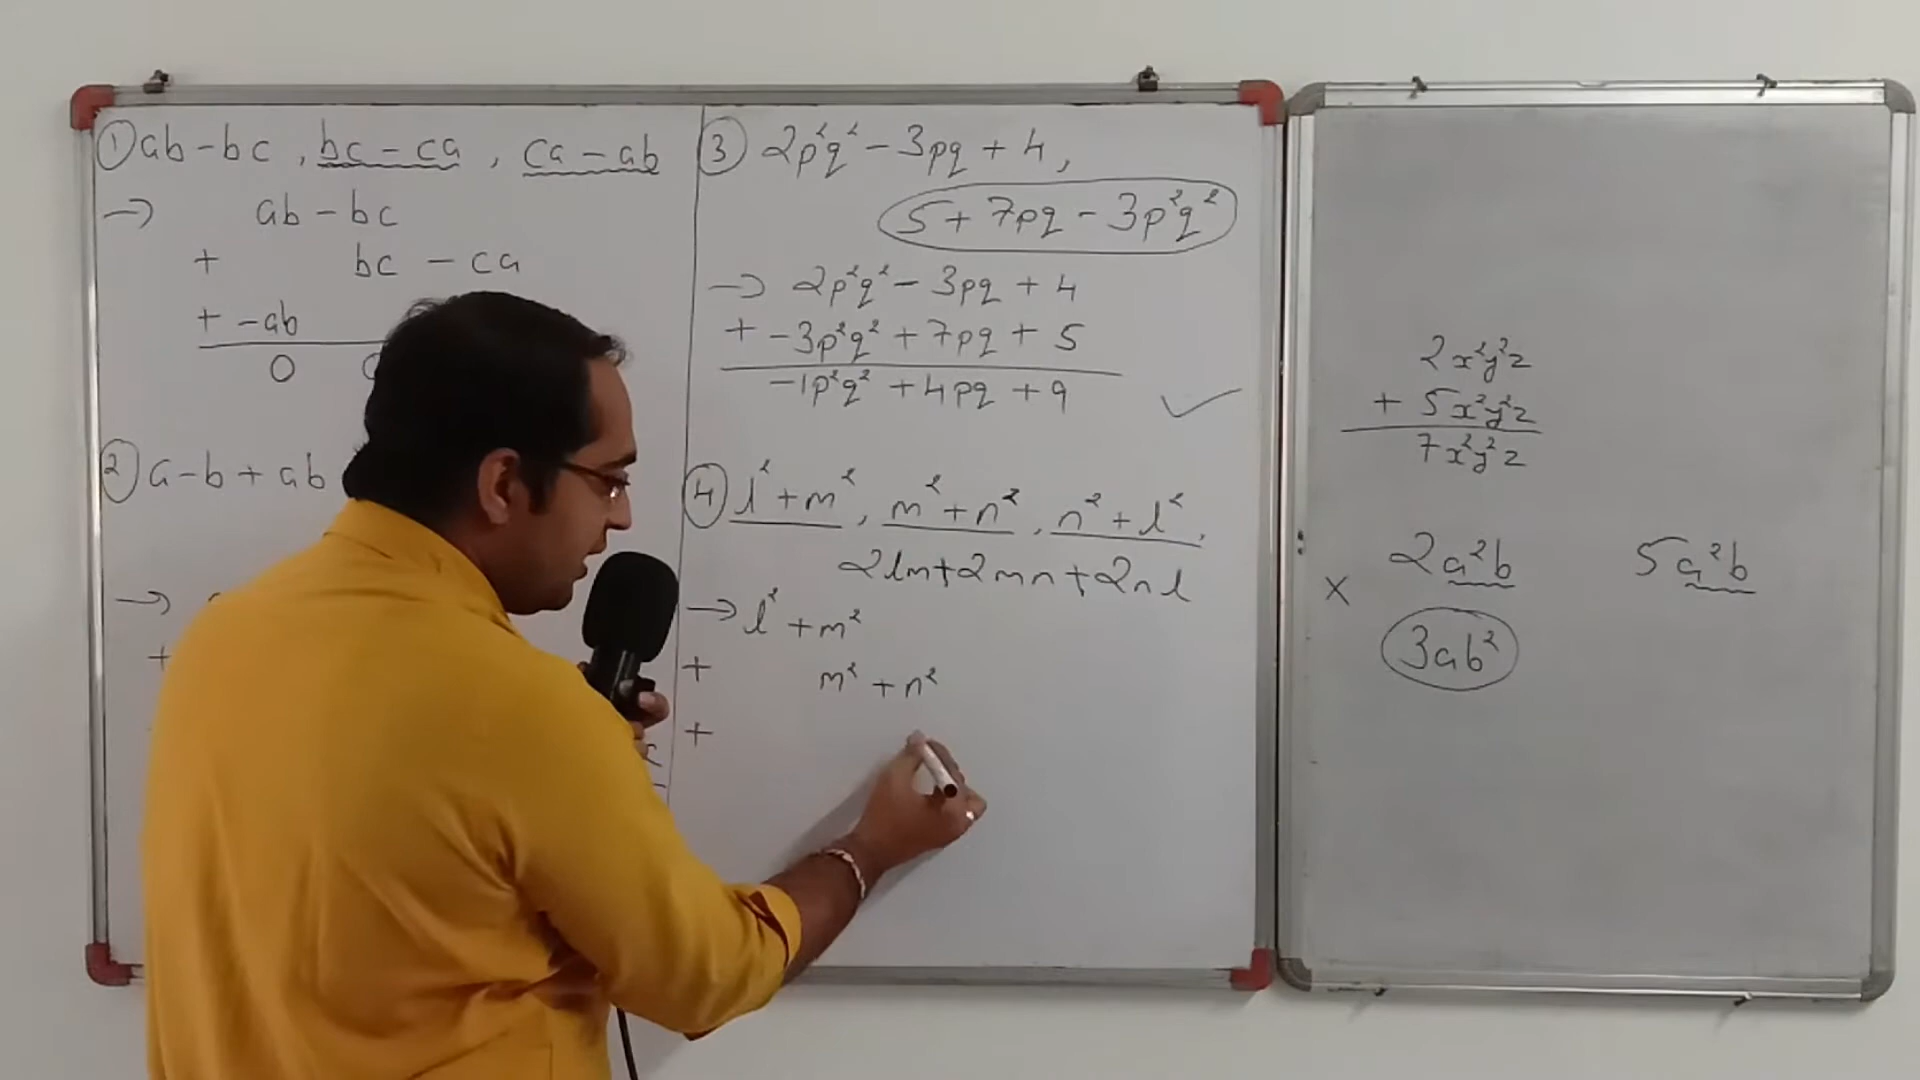 ① ab - bc , bc - ca , ca - ab
→ ab - bc
+ bc - ca
+ -ab
0
② a - b + ab
→
+
③ 2p²q² - 3pq + 4,
5 + 7pq - 3p²q²
→ 2p²q² - 3pq + 4
+ -3p²q² + 7pq + 5
-1p²q² + 4pq + 9 ✓
④ l² + m² , m² + n² , n² + l² ,
2lm + 2mn + 2nl
→ l² + m²
+ m² + n²
+
2x²y²z
+ 5x²y²z
7x²y²z
2a²b 5a²b
×
3ab²